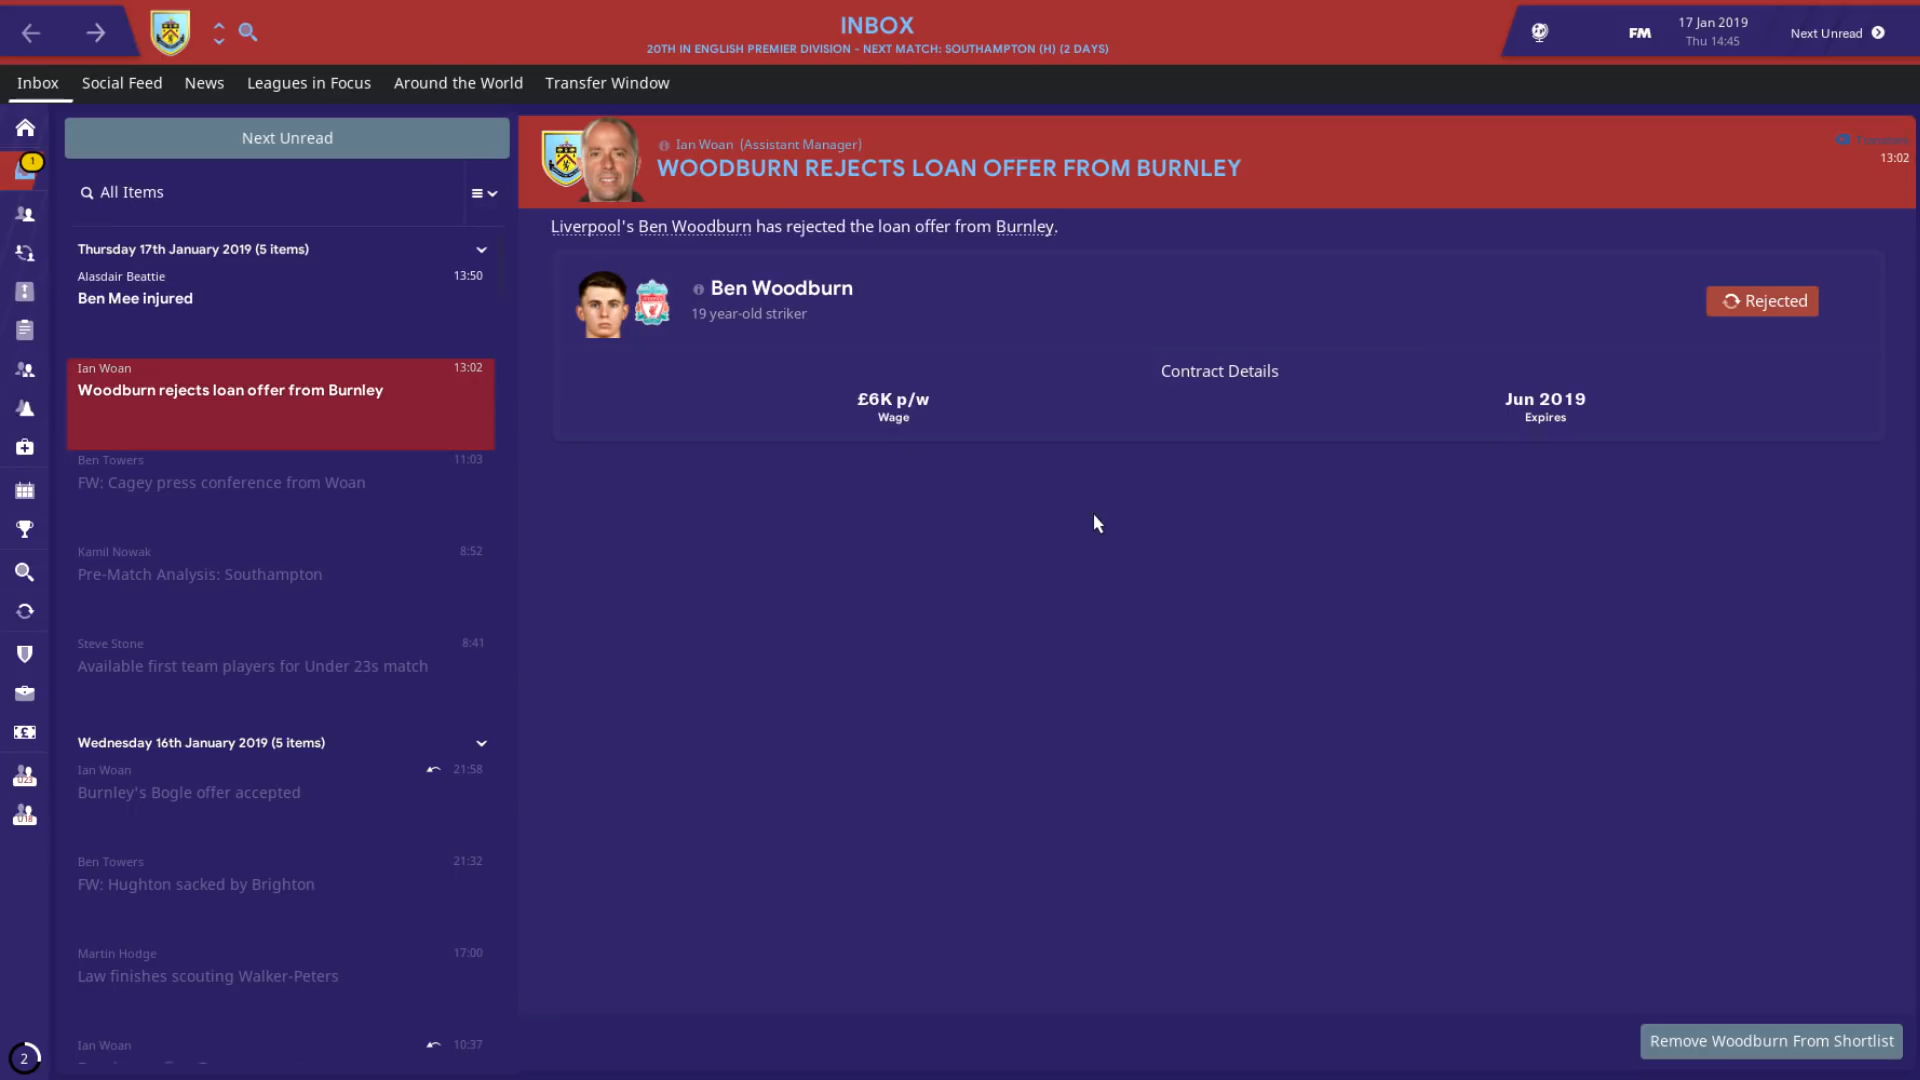 INBOX
20TH IN ENGLISH PREMIER DIVISION - NEXT MATCH: SOUTHAMPTON (H) (2 DAYS)
FM
17 Jan 2019
Thu 14:45
Next Unread
Inbox
Social Feed
News
Leagues in Focus
Around the World
Transfer Window
1
Next Unread
All Items
Thursday 17th January 2019 (5 items)
Alasdair Beattie
13:50
Ben Mee injured
Ian Woan
13:02
Woodburn rejects loan offer from Burnley
Ben Towers
11:03
FW: Cagey press conference from Woan
Kamil Nowak
8:52
Pre-Match Analysis: Southampton
Steve Stone
8:41
Available first team players for Under 23s match
Wednesday 16th January 2019 (5 items)
Ian Woan
21:58
Burnley's Bogle offer accepted
Ben Towers
21:32
FW: Hughton sacked by Brighton
Martin Hodge
17:00
Law finishes scouting Walker-Peters
Ian Woan
10:37
U23
U18
2
Ian Woan (Assistant Manager)
WOODBURN REJECTS LOAN OFFER FROM BURNLEY
13:02
Liverpool's Ben Woodburn has rejected the loan offer from Burnley.
Ben Woodburn
19 year-old striker
Rejected
Contract Details
£6K p/w
Wage
Jun 2019
Expires
Remove Woodburn From Shortlist